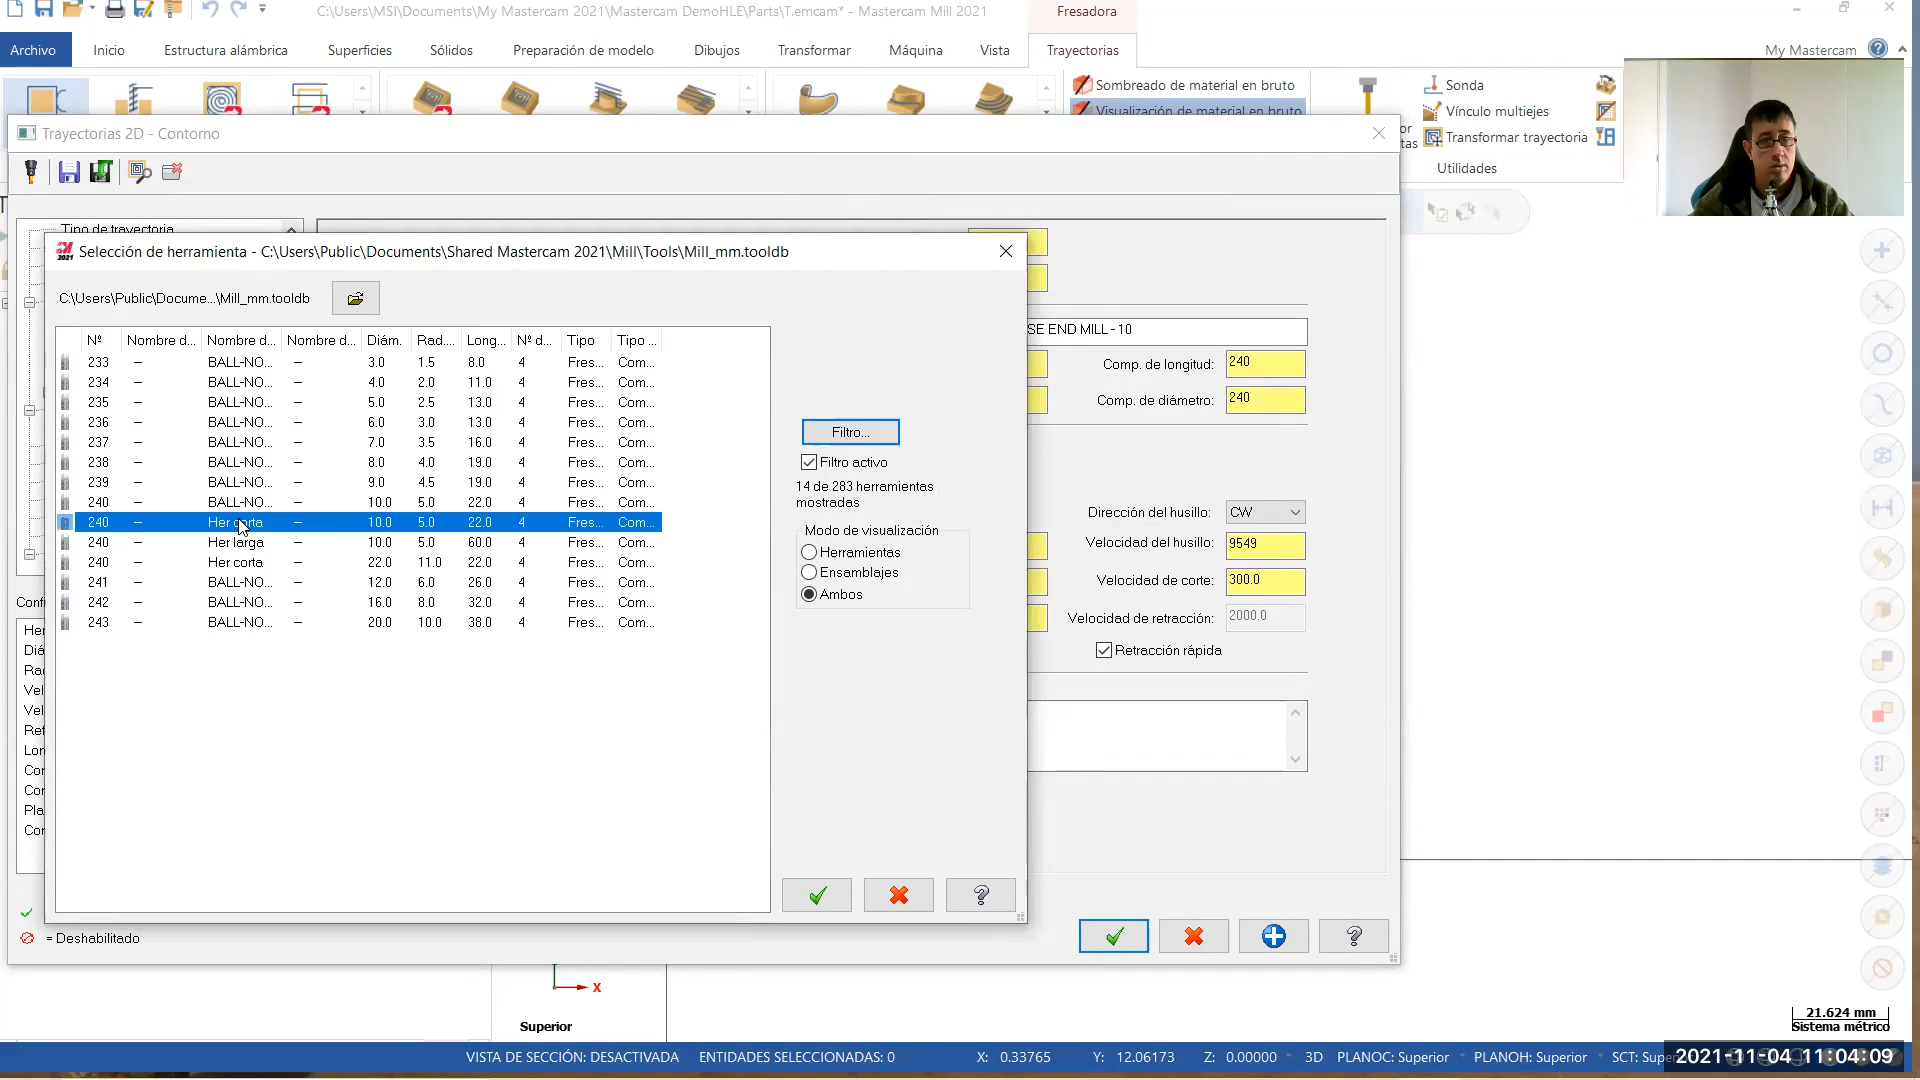 C:\Users\MSI\Documents\My Mastercam 2021\Mastercam DemoHLE\Parts\T.emcam* - Mastercam Mill 2021
Fresadora
Archivo Inicio Estructura alámbrica Superficies Sólidos Preparación de modelo Dibujos Transformar Máquina Vista Trayectorias My Mastercam
Sombreado de material en bruto
Visualización de material en bruto
Sonda
Vínculo multiejes
Transformar trayectoria
Utilidades
Trayectorias 2D - Contorno
Tipo de trayectoria
Selección de herramienta - C:\Users\Public\Documents\Shared Mastercam 2021\Mill\Tools\Mill_mm.tooldb
C:\Users\Public\Docume...\Mill_mm.tooldb
Nº Nombre d... Nombre d... Nombre d... Diám. Rad.... Long... Nº d... Tipo Tipo ...
233 – BALL-NO... – 3.0 1.5 8.0 4 Fres... Com...
234 – BALL-NO... – 4.0 2.0 11.0 4 Fres... Com...
235 – BALL-NO... – 5.0 2.5 13.0 4 Fres... Com...
236 – BALL-NO... – 6.0 3.0 13.0 4 Fres... Com...
237 – BALL-NO... – 7.0 3.5 16.0 4 Fres... Com...
238 – BALL-NO... – 8.0 4.0 19.0 4 Fres... Com...
239 – BALL-NO... – 9.0 4.5 19.0 4 Fres... Com...
240 – BALL-NO... – 10.0 5.0 22.0 4 Fres... Com...
240 – Her corta – 10.0 5.0 22.0 4 Fres... Com...
240 – Her larga – 10.0 5.0 60.0 4 Fres... Com...
240 – Her corta – 22.0 11.0 22.0 4 Fres... Com...
241 – BALL-NO... – 12.0 6.0 26.0 4 Fres... Com...
242 – BALL-NO... – 16.0 8.0 32.0 4 Fres... Com...
243 – BALL-NO... – 20.0 10.0 38.0 4 Fres... Com...
Filtro...
Filtro activo
14 de 283 herramientas
mostradas
Modo de visualización
Herramientas
Ensamblajes
Ambos
SE END MILL - 10
Comp. de longitud: 240
Comp. de diámetro: 240
Dirección del husillo: CW
Velocidad del husillo: 9549
Velocidad de corte: 300.0
Velocidad de retracción: 2000.0
Retracción rápida
= Deshabilitado
X
Superior
21.624 mm
Sistema métrico
VISTA DE SECCIÓN: DESACTIVADA ENTIDADES SELECCIONADAS: 0 X: 0.33765 Y: 12.06173 Z: 0.00000 3D PLANOC: Superior PLANOH: Superior SCT:
2021-11-04 11:04:09